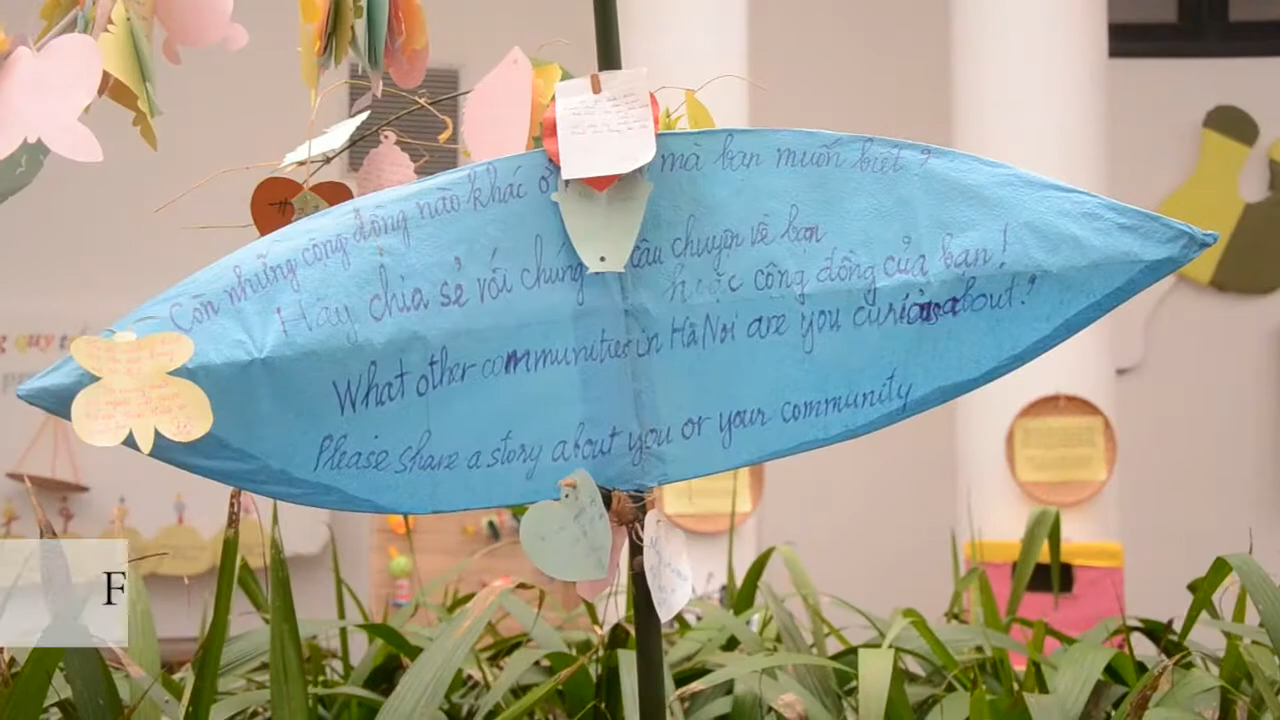 Còn những cộng đồng nào khác ở mà bạn muốn biết?
Hãy chia sẻ với chúng câu chuyện về bạn
hoặc cộng đồng của bạn!
What other communities in Hà Nội are you curious about?
Please share a story about you or your community
F